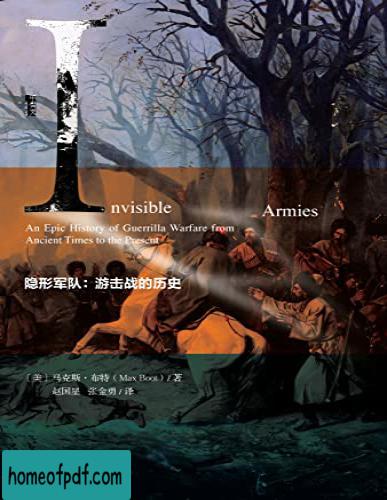 Invisible Armies
An Epic History of Guerrilla Warfare from
Ancient Times to the Present
隐形军队：游击战的历史
〔美〕马克斯·布特（Max Boot）/著
赵国星 张金勇/译
homeofpdf.com